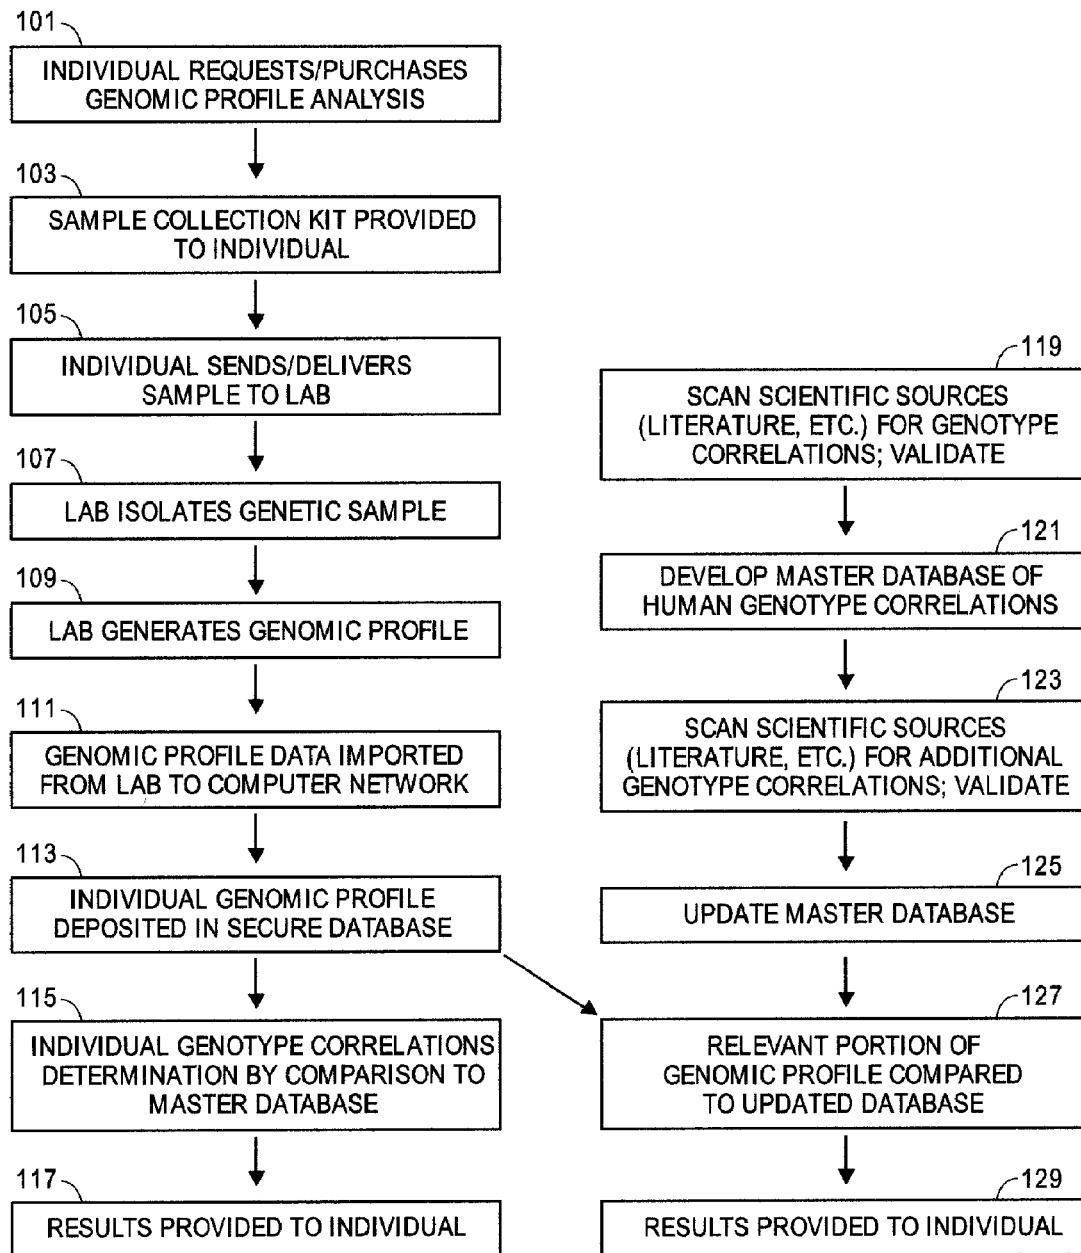 101
INDIVIDUAL REQUESTS/PURCHASES
GENOMIC PROFILE ANALYSIS
103
SAMPLE COLLECTION KIT PROVIDED
TO INDIVIDUAL
105
INDIVIDUAL SENDS/DELIVERS
SAMPLE TO LAB
107
LAB ISOLATES GENETIC SAMPLE
109
LAB GENERATES GENOMIC PROFILE
111
GENOMIC PROFILE DATA IMPORTED
FROM LAB TO COMPUTER NETWORK
113
INDIVIDUAL GENOMIC PROFILE
DEPOSITED IN SECURE DATABASE
115
INDIVIDUAL GENOTYPE CORRELATIONS
DETERMINATION BY COMPARISON TO
MASTER DATABASE
117
RESULTS PROVIDED TO INDIVIDUAL
119
SCAN SCIENTIFIC SOURCES
(LITERATURE, ETC.) FOR GENOTYPE
CORRELATIONS; VALIDATE
121
DEVELOP MASTER DATABASE OF
HUMAN GENOTYPE CORRELATIONS
123
SCAN SCIENTIFIC SOURCES
(LITERATURE, ETC.) FOR ADDITIONAL
GENOTYPE CORRELATIONS; VALIDATE
125
UPDATE MASTER DATABASE
127
RELEVANT PORTION OF
GENOMIC PROFILE COMPARED
TO UPDATED DATABASE
129
RESULTS PROVIDED TO INDIVIDUAL